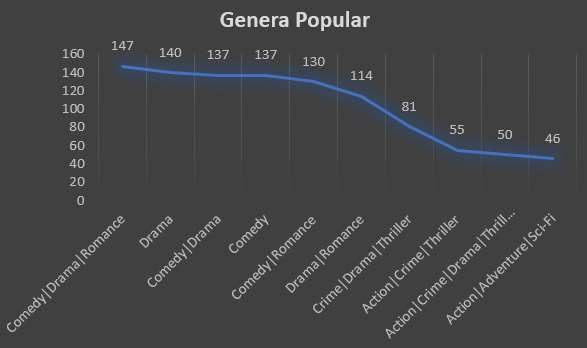 Genera Popular
147
140
137
137
130
114
81
55
50
46
160
140
120
100
80
60
40
20
0
Comedy|Drama|Romance
Drama
Comedy|Drama
Comedy
Comedy|Romance
Drama|Romance
Crime|Drama|Thriller
Action|Crime|Thriller
Action|Crime|Drama|Thrill...
Action|Adventure|Sci-Fi